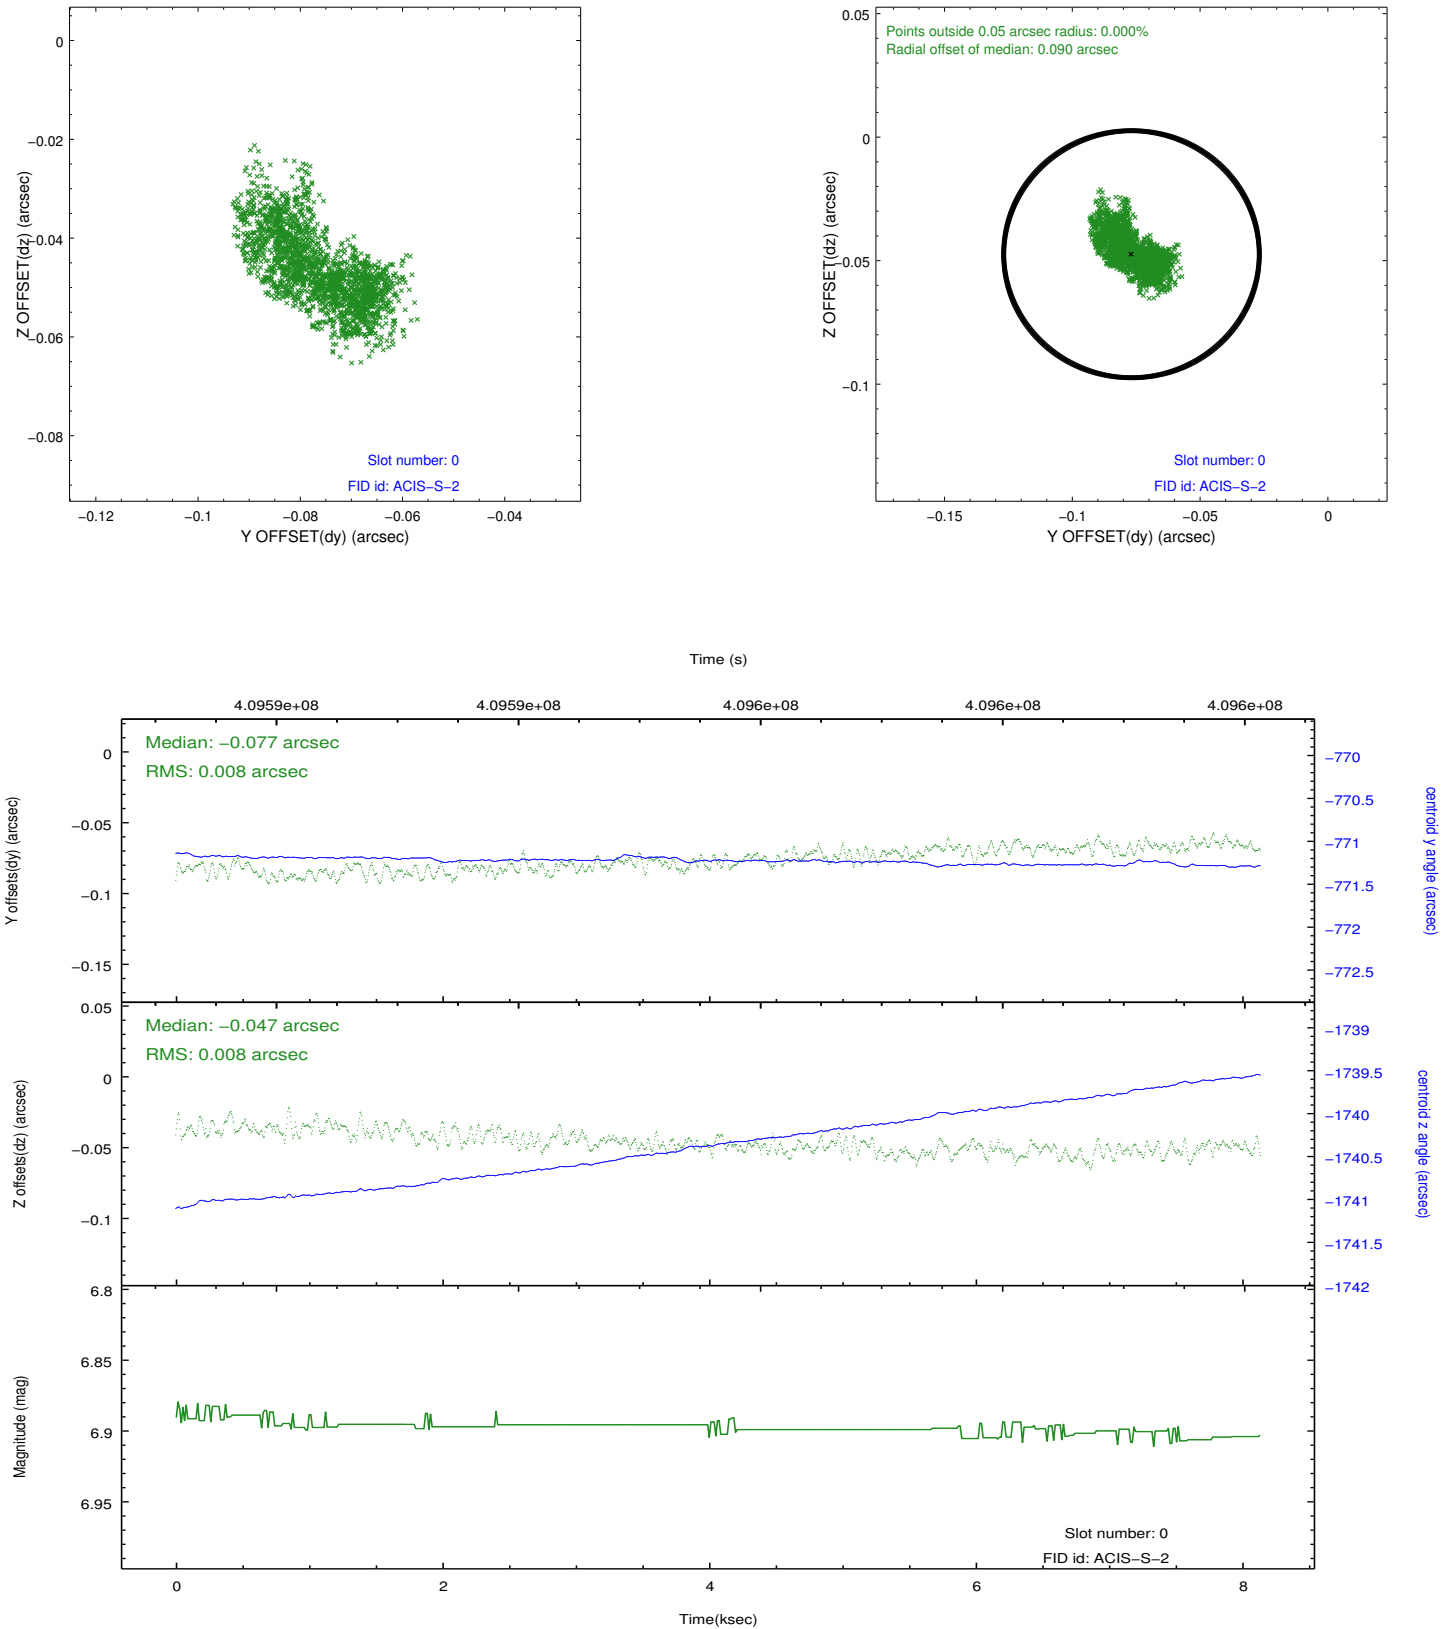 0
−0.02
−0.04
−0.06
−0.08
Z OFFSET(dz) (arcsec)
Slot number: 0
FID id: ACIS−S−2
−0.12
−0.1
−0.08
−0.06
−0.04
Y OFFSET(dy) (arcsec)
Points outside 0.05 arcsec radius: 0.000%
Radial offset of median: 0.090 arcsec
0.05
0
−0.05
−0.1
Z OFFSET(dz) (arcsec)
Slot number: 0
FID id: ACIS−S−2
−0.15
−0.1
−0.05
0
Y OFFSET(dy) (arcsec)
Time (s)
4.0959e+08
4.0959e+08
4.096e+08
4.096e+08
4.096e+08
Median: −0.077 arcsec
RMS: 0.008 arcsec
0
−0.05
−0.1
−0.15
Y offsets(dy) (arcsec)
−770
−770.5
−771
−771.5
−772
−772.5
centroid y angle (arcsec)
Median: −0.047 arcsec
RMS: 0.008 arcsec
0.05
0
−0.05
−0.1
Z offsets(dz) (arcsec)
−1739
−1739.5
−1740
−1740.5
−1741
−1741.5
−1742
centroid z angle (arcsec)
6.8
6.85
6.9
6.95
Magnitude (mag)
Slot number: 0
FID id: ACIS−S−2
0
2
4
6
8
Time(ksec)